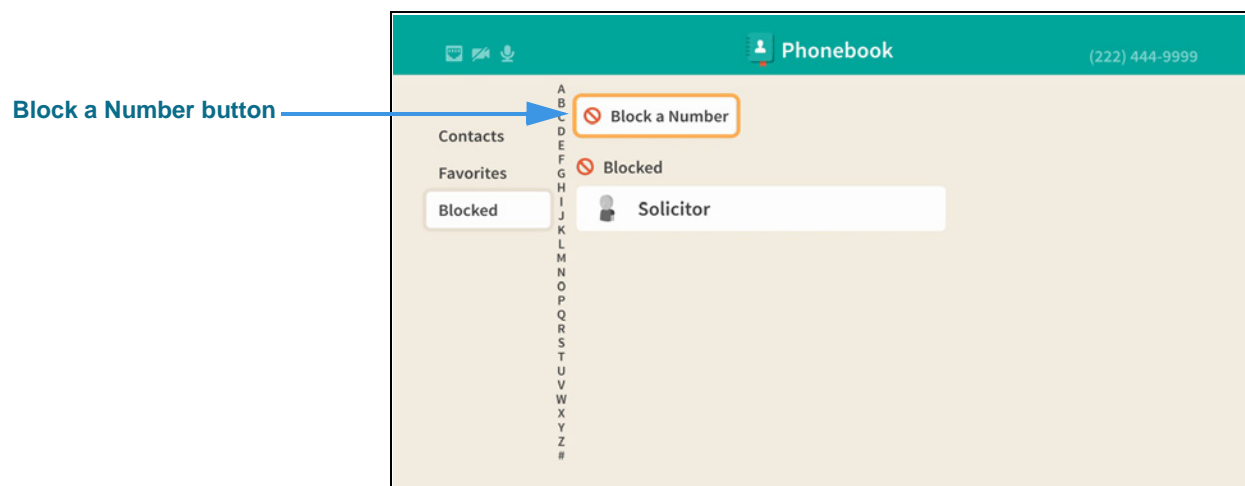 Phonebook
(222) 444-9999
Block a Number button
Contacts
Favorites
Blocked
A
B
C
D
E
F
G
H
I
J
K
L
M
N
O
P
Q
R
S
T
U
V
W
X
Y
Z
#
Block a Number
Blocked
Solicitor